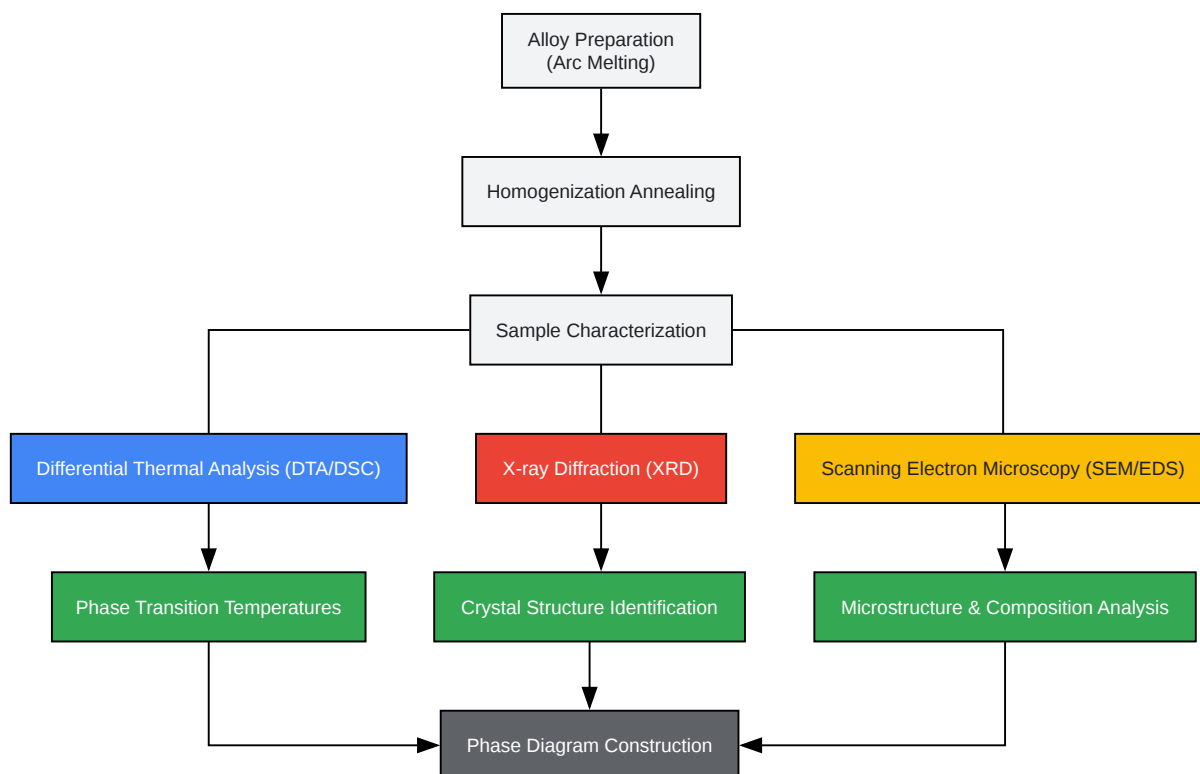 Alloy Preparation
(Arc Melting)
Homogenization Annealing
Sample Characterization
Differential Thermal Analysis (DTA/DSC)
X-ray Diffraction (XRD)
Scanning Electron Microscopy (SEM/EDS)
Phase Transition Temperatures
Crystal Structure Identification
Microstructure & Composition Analysis
Phase Diagram Construction